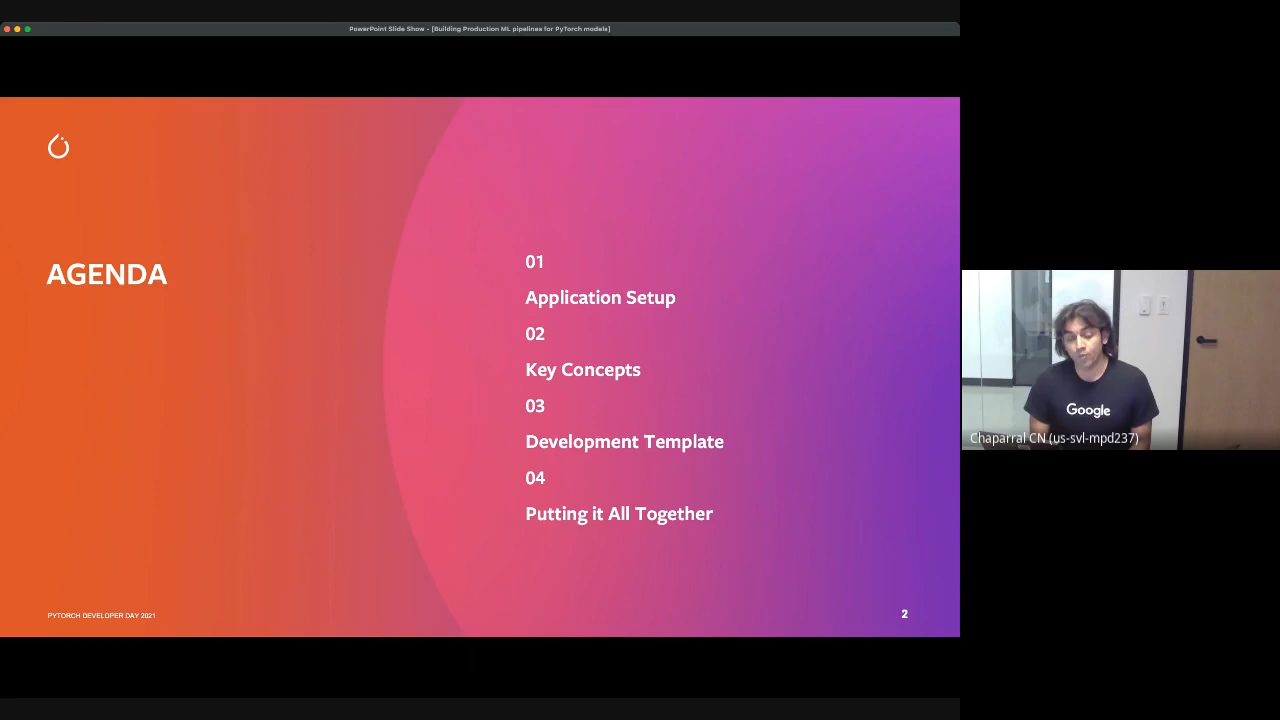 PowerPoint Slide Show - [Building Production ML pipelines for PyTorch models]
AGENDA
01
Application Setup
02
Key Concepts
03
Development Template
04
Putting it All Together
PYTORCH DEVELOPER DAY 2021
2
Google
Chaparral CN (us-svl-mpd237)